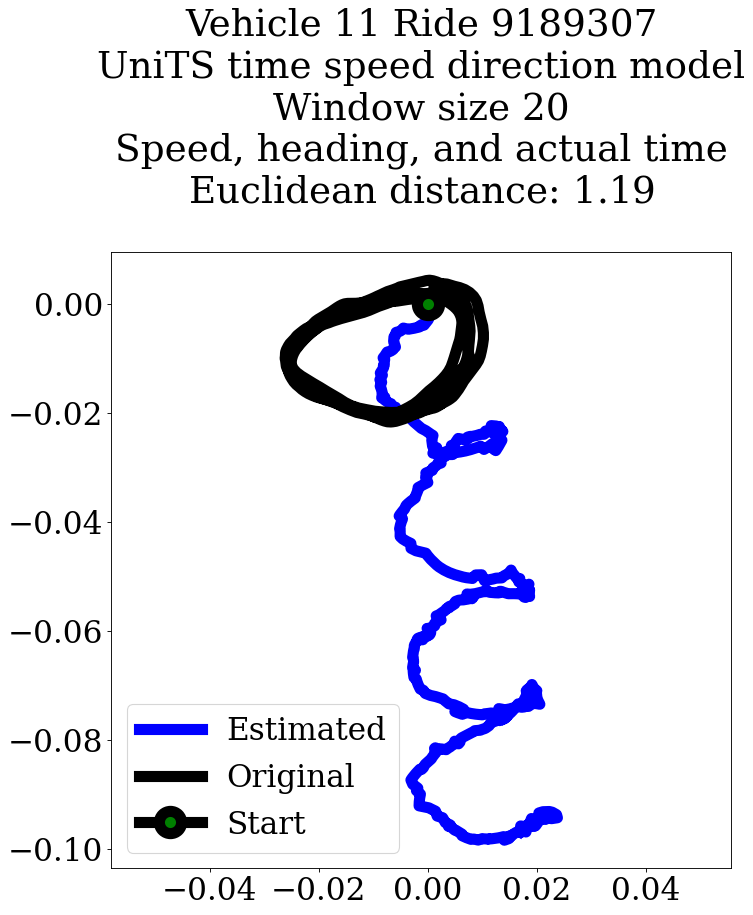 Vehicle 11 Ride 9189307
UniTS time speed direction model
Window size 20
Speed, heading, and actual time
Euclidean distance: 1.19
0.00
−0.02
−0.04
−0.06
−0.08
−0.10
Estimated
Original
Start
−0.04 −0.02 0.00 0.02 0.04